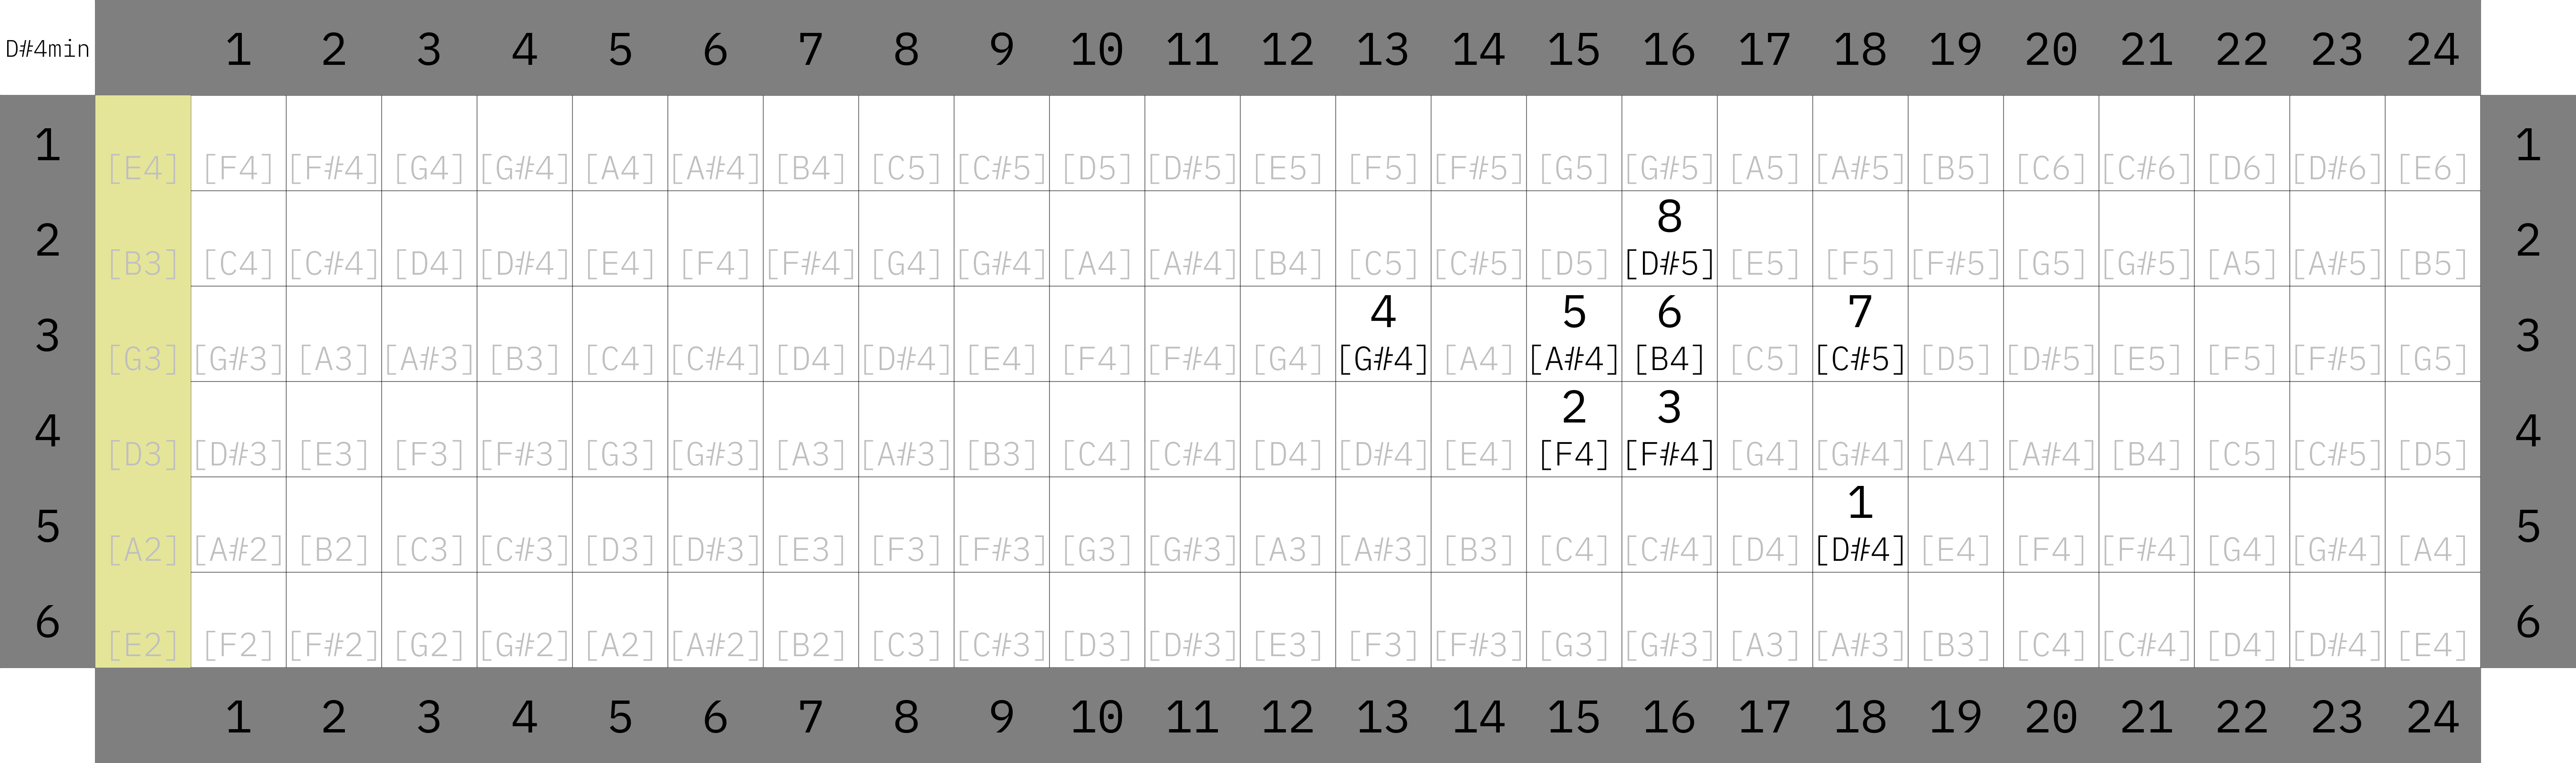 D#4min 1 2 3 4 5 6 7 8 9 10 11 12 13 14 15 16 17 18 19 20 21 22 23 24
1 [E4] [F4] [F#4] [G4] [G#4] [A4] [A#4] [B4] [C5] [C#5] [D5] [D#5] [E5] [F5] [F#5] [G5] [G#5] [A5] [A#5] [B5] [C6] [C#6] [D6] [D#6] [E6] 1
8
2 [B3] [C4] [C#4] [D4] [D#4] [E4] [F4] [F#4] [G4] [G#4] [A4] [A#4] [B4] [C5] [C#5] [D5] [D#5] [E5] [F5] [F#5] [G5] [G#5] [A5] [A#5] [B5] 2
4 5 6 7
3 [G3] [G#3] [A3] [A#3] [B3] [C4] [C#4] [D4] [D#4] [E4] [F4] [F#4] [G4] [G#4] [A4] [A#4] [B4] [C5] [C#5] [D5] [D#5] [E5] [F5] [F#5] [G5] 3
2 3
4 [D3] [D#3] [E3] [F3] [F#3] [G3] [G#3] [A3] [A#3] [B3] [C4] [C#4] [D4] [D#4] [E4] [F4] [F#4] [G4] [G#4] [A4] [A#4] [B4] [C5] [C#5] [D5] 4
1
5 [A2] [A#2] [B2] [C3] [C#3] [D3] [D#3] [E3] [F3] [F#3] [G3] [G#3] [A3] [A#3] [B3] [C4] [C#4] [D4] [D#4] [E4] [F4] [F#4] [G4] [G#4] [A4] 5
6 [E2] [F2] [F#2] [G2] [G#2] [A2] [A#2] [B2] [C3] [C#3] [D3] [D#3] [E3] [F3] [F#3] [G3] [G#3] [A3] [A#3] [B3] [C4] [C#4] [D4] [D#4] [E4] 6
1 2 3 4 5 6 7 8 9 10 11 12 13 14 15 16 17 18 19 20 21 22 23 24